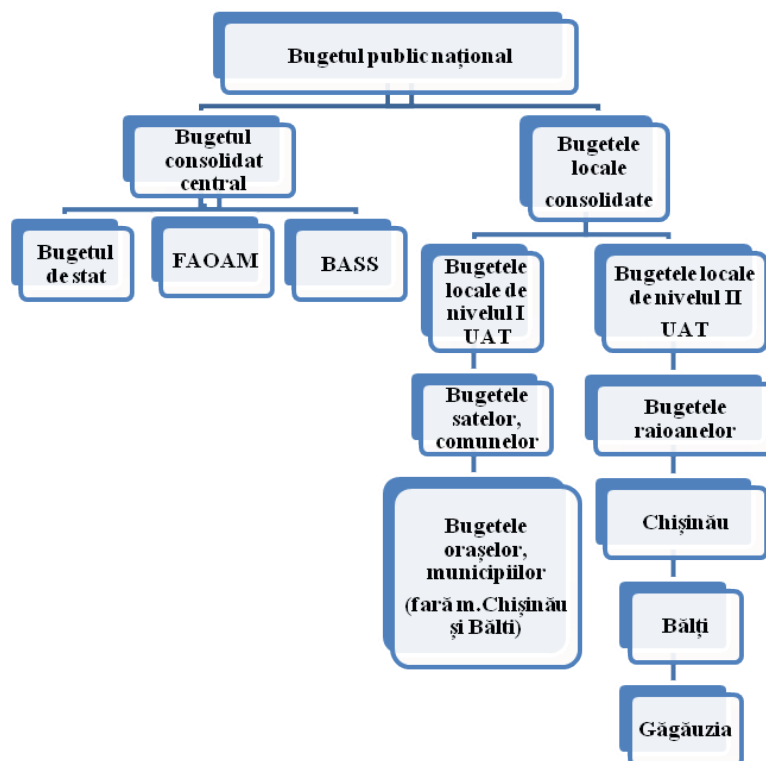 Bugetul public național
Bugetul
consolidat
central
Bugetele
locale
consolidate
Bugetul
de stat
FAOAM
BASS
Bugetele
locale de
nivelul I
UAT
Bugetele locale
de nivelul II
UAT
Bugetele
satelor,
comunelor
Bugetele
raioanelor
Bugetele
orașelor,
municipiilor
(fară m.Chișinău
și Bălti)
Chișinău
Bălți
Găgăuzia